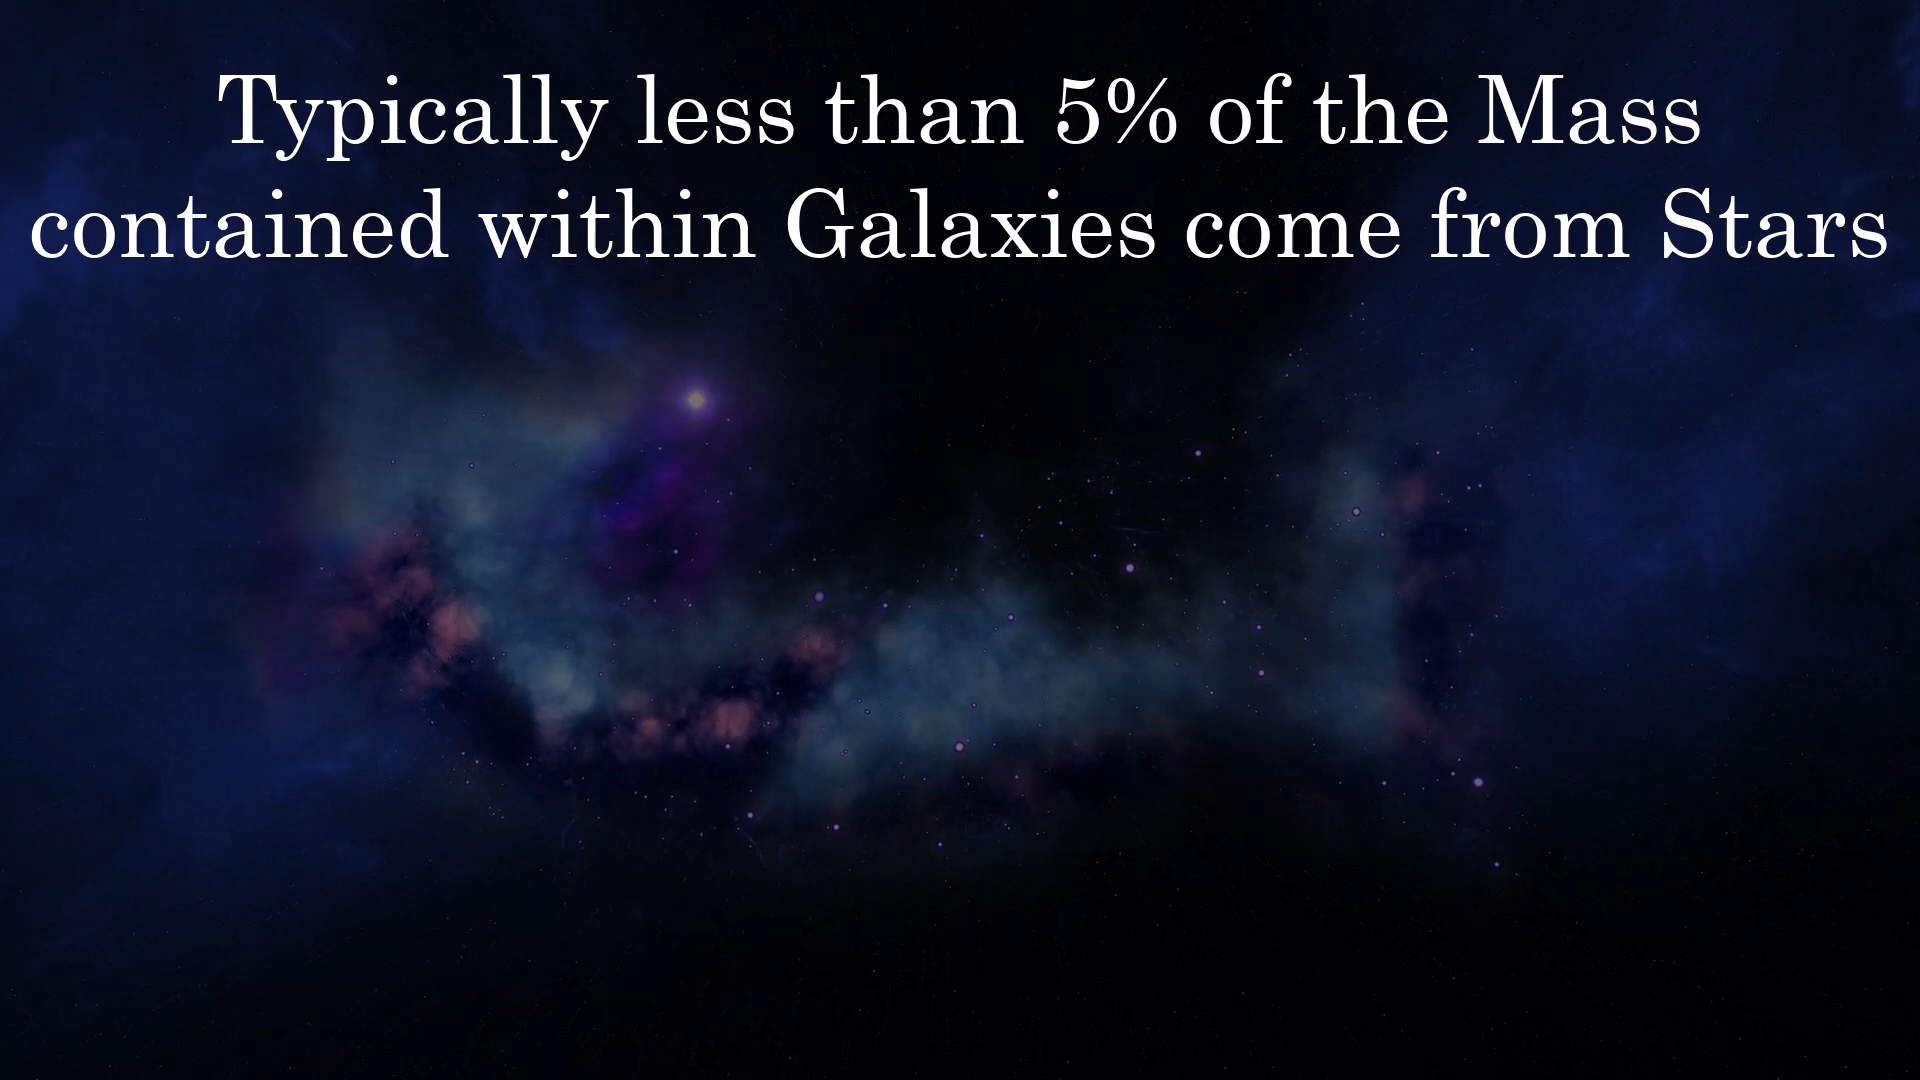 Typically less than 5% of the Mass
contained within Galaxies come from Stars